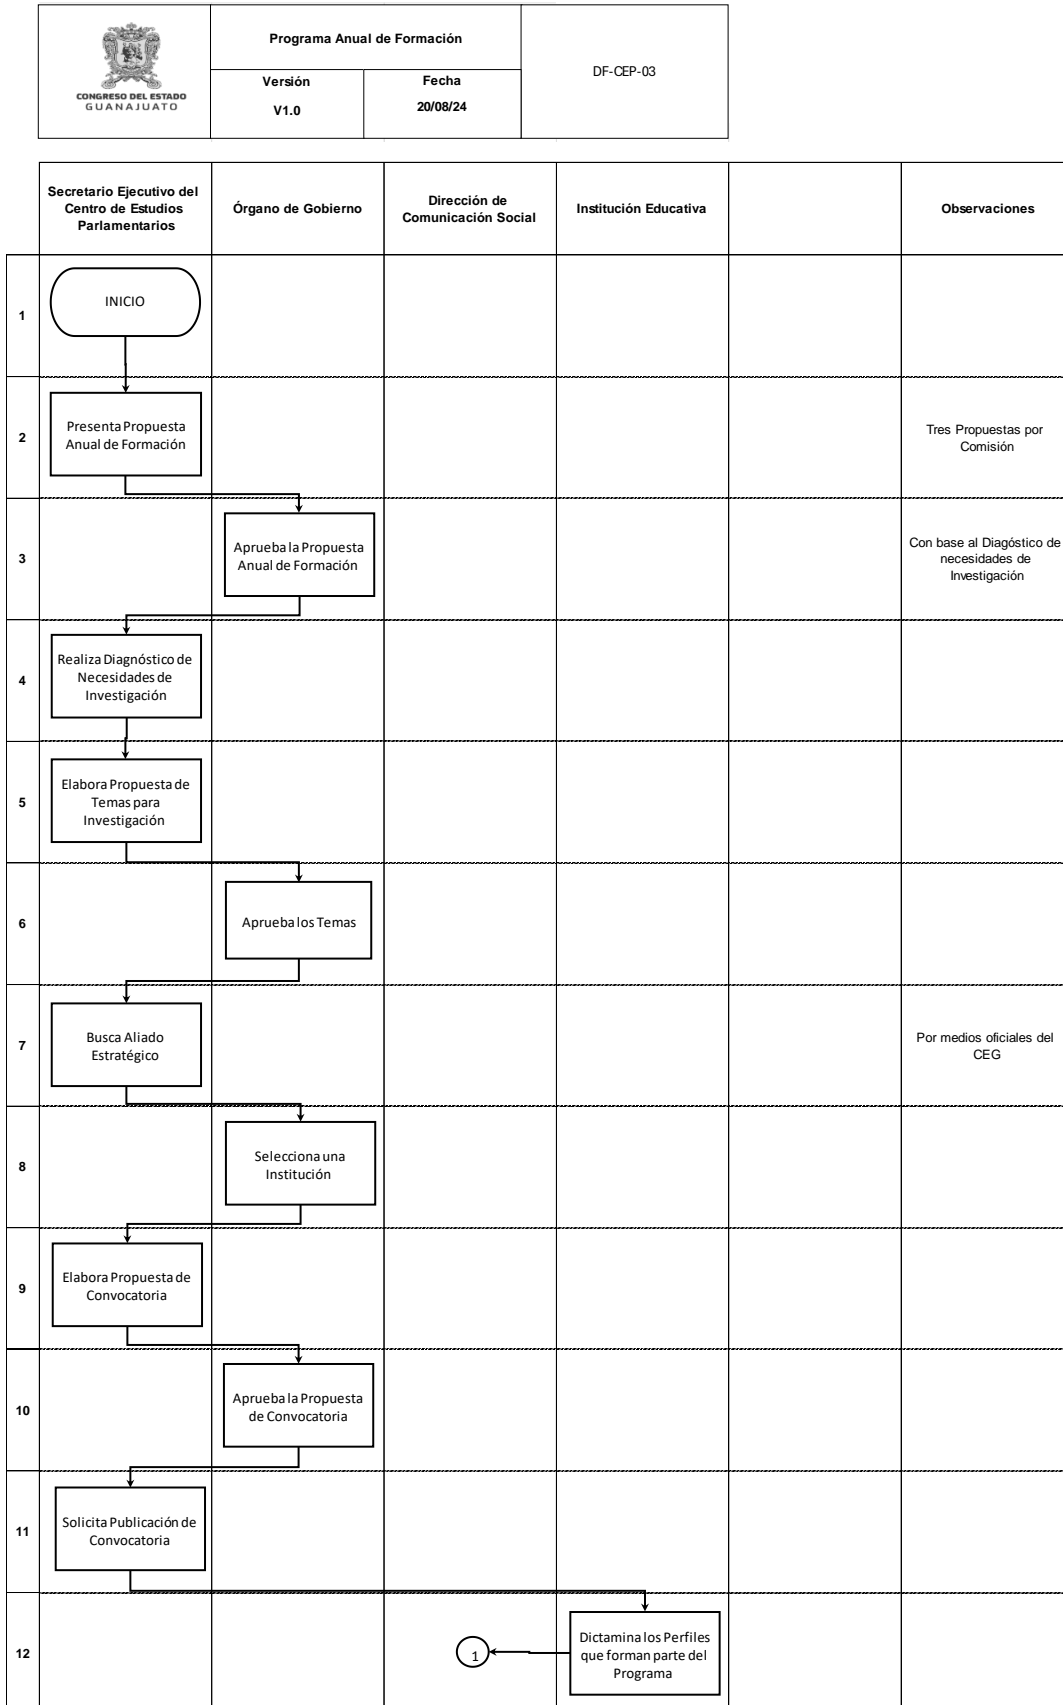 CONGRESO DEL ESTADO
GUANAJUATO
Programa Anual de Formación
Versión
V1.0
Fecha
20/08/24
DF-CEP-03
Secretario Ejecutivo del
Centro de Estudios
Parlamentarios
Órgano de Gobierno
Dirección de
Comunicación Social
Institución Educativa
Observaciones
1
INICIO
2
Presenta Propuesta
Anual de Formación
Tres Propuestas por
Comisión
3
Aprueba la Propuesta
Anual de Formación
Con base al Diagóstico de
necesidades de
Investigación
4
Realiza Diagnóstico de
Necesidades de
Investigación
5
Elabora Propuesta de
Temas para
Investigación
6
Aprueba los Temas
7
Busca Aliado
Estratégico
Por medios oficiales del
CEG
8
Selecciona una
Institución
9
Elabora Propuesta de
Convocatoria
10
Aprueba la Propuesta
de Convocatoria
11
Solicita Publicación de
Convocatoria
12
1
Dictamina los Perfiles
que forman parte del
Programa